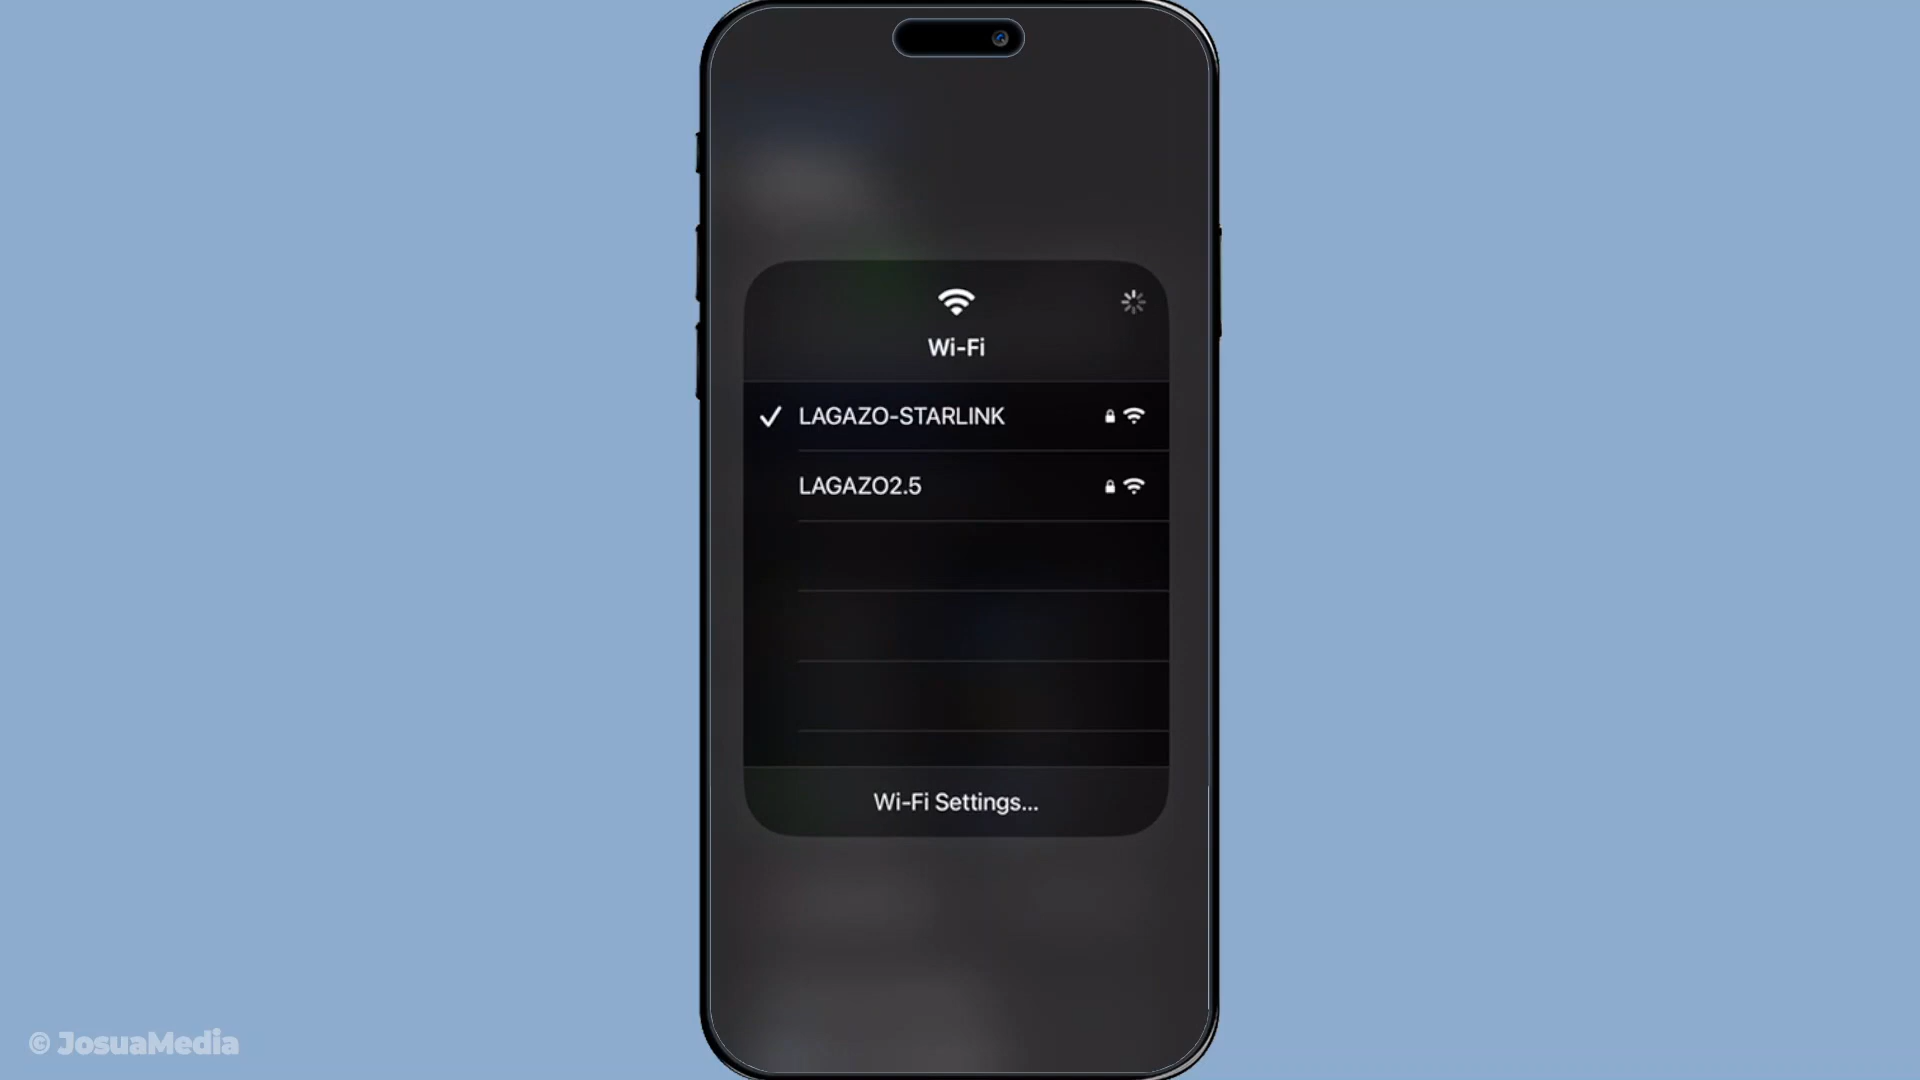 Wi-Fi
LAGAZO-STARLINK
LAGAZO2.5
Wi-Fi Settings...
© JosuaMedia